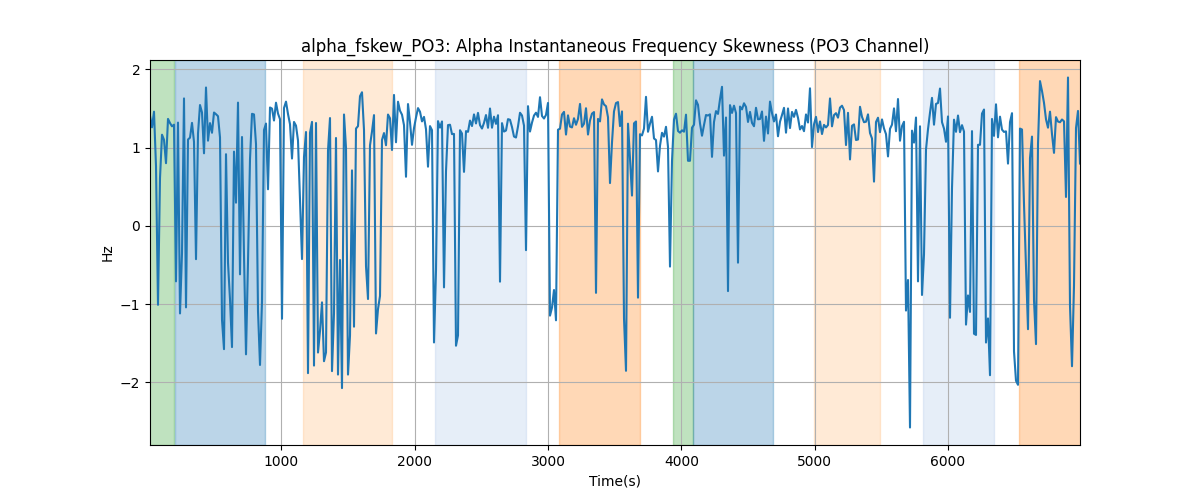 alpha_fskew_PO3: Alpha Instantaneous Frequency Skewness (PO3 Channel)
2
1
0
−1
−2
Hz
1000 2000 3000 4000 5000 6000
Time(s)